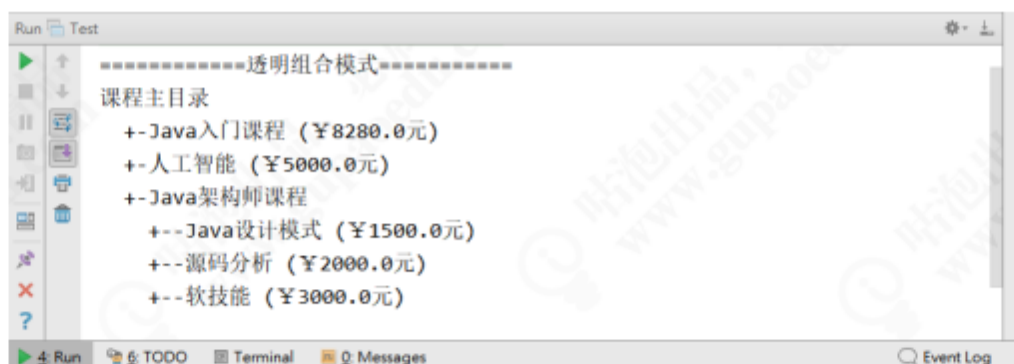 Run Test
============透明组合模式===========
课程主目录
+-Java入门课程 (￥8280.0元)
+-人工智能 (￥5000.0元)
+-Java架构师课程
+--Java设计模式 (￥1500.0元)
+--源码分析 (￥2000.0元)
+--软技能 (￥3000.0元)
4: Run 6: TODO Terminal 0: Messages Event Log